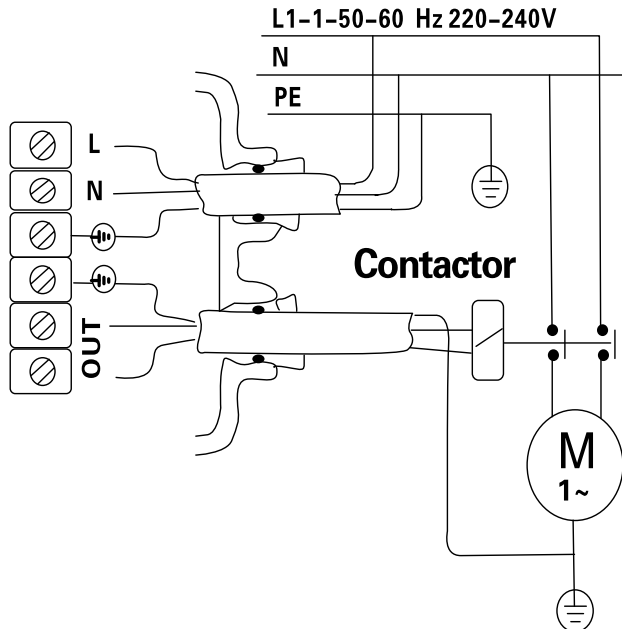 L1-1-50-60 Hz 220-240V
N
PE
L
N
OUT
Contactor
M
1~